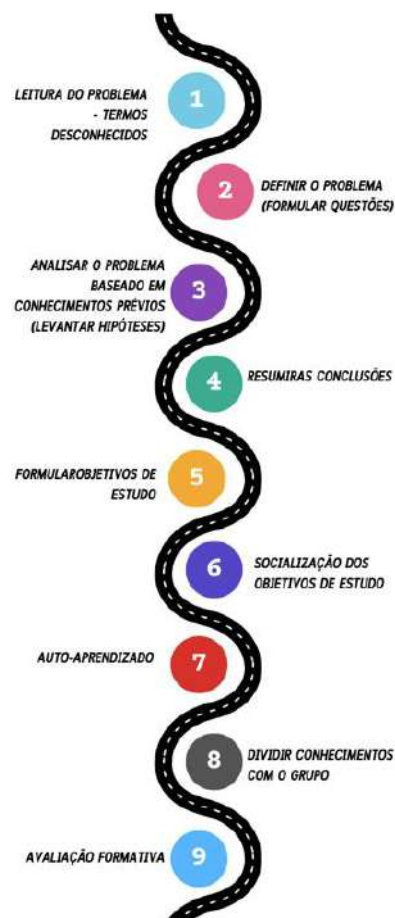 1
LEITURA DO PROBLEMA
- TERMOS
DESCONHECIDOS
2
DEFINIR O PROBLEMA
(FORMULAR QUESTÕES)
3
ANALISAR O PROBLEMA
BASEADO EM
CONHECIMENTOS PRÉVIOS
(LEVANTAR HIPÓTESES)
4
RESUMIRAS CONCLUSÕES
5
FORMULAROBJETIVOS DE
ESTUDO
6
SOCIALIZAÇÃO DOS
OBJETIVOS DE ESTUDO
7
AUTO-APRENDIZADO
8
DIVIDIR CONHECIMENTOS
COM O GRUPO
9
AVALIAÇÃO FORMATIVA